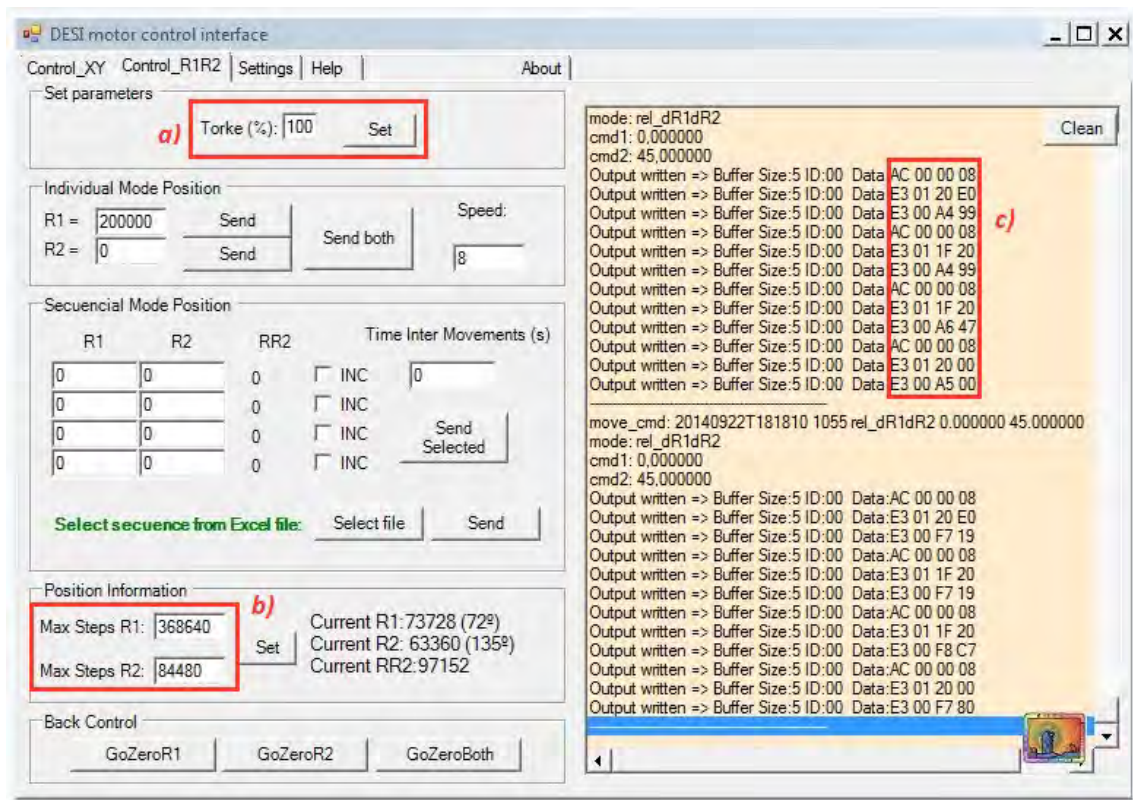 DESI motor control interface
Control_XY Control_R1R2 Settings Help About
Set parameters
a) Torke (%): 100 Set
Individual Mode Position
R1 = 200000 Send
R2 = 0 Send
Send both
Speed:
8
Secuencial Mode Position
R1 R2 RR2 Time Inter Movements (s)
0 0 0 INC 0
0 0 0 INC
0 0 0 INC
0 0 0 INC
Send
Selected
Select secuence from Excel file: Select file Send
Position Information
b)
Max Steps R1: 368640
Max Steps R2: 84480
Set
Current R1:73728 (72º)
Current R2: 63360 (135º)
Current RR2:97152
Back Control
GoZeroR1 GoZeroR2 GoZeroBoth
Clean
mode: rel_dR1dR2
cmd1: 0,000000
cmd2: 45,000000
Output written => Buffer Size:5 ID:00 Data:AC 00 00 08
Output written => Buffer Size:5 ID:00 Data:E3 01 20 E0
Output written => Buffer Size:5 ID:00 Data:E3 00 A4 99
c)
Output written => Buffer Size:5 ID:00 Data:AC 00 00 08
Output written => Buffer Size:5 ID:00 Data:E3 01 1F 20
Output written => Buffer Size:5 ID:00 Data:E3 00 A4 99
Output written => Buffer Size:5 ID:00 Data:AC 00 00 08
Output written => Buffer Size:5 ID:00 Data:E3 01 1F 20
Output written => Buffer Size:5 ID:00 Data:E3 00 A6 47
Output written => Buffer Size:5 ID:00 Data:AC 00 00 08
Output written => Buffer Size:5 ID:00 Data:E3 01 20 00
Output written => Buffer Size:5 ID:00 Data:E3 00 A5 00
move_cmd: 20140922T181810 1055 rel_dR1dR2 0.000000 45.000000
mode: rel_dR1dR2
cmd1: 0,000000
cmd2: 45,000000
Output written => Buffer Size:5 ID:00 Data:AC 00 00 08
Output written => Buffer Size:5 ID:00 Data:E3 01 20 E0
Output written => Buffer Size:5 ID:00 Data:E3 00 F7 19
Output written => Buffer Size:5 ID:00 Data:AC 00 00 08
Output written => Buffer Size:5 ID:00 Data:E3 01 1F 20
Output written => Buffer Size:5 ID:00 Data:E3 00 F7 19
Output written => Buffer Size:5 ID:00 Data:AC 00 00 08
Output written => Buffer Size:5 ID:00 Data:E3 01 1F 20
Output written => Buffer Size:5 ID:00 Data:E3 00 F8 C7
Output written => Buffer Size:5 ID:00 Data:AC 00 00 08
Output written => Buffer Size:5 ID:00 Data:E3 01 20 00
Output written => Buffer Size:5 ID:00 Data:E3 00 F7 80